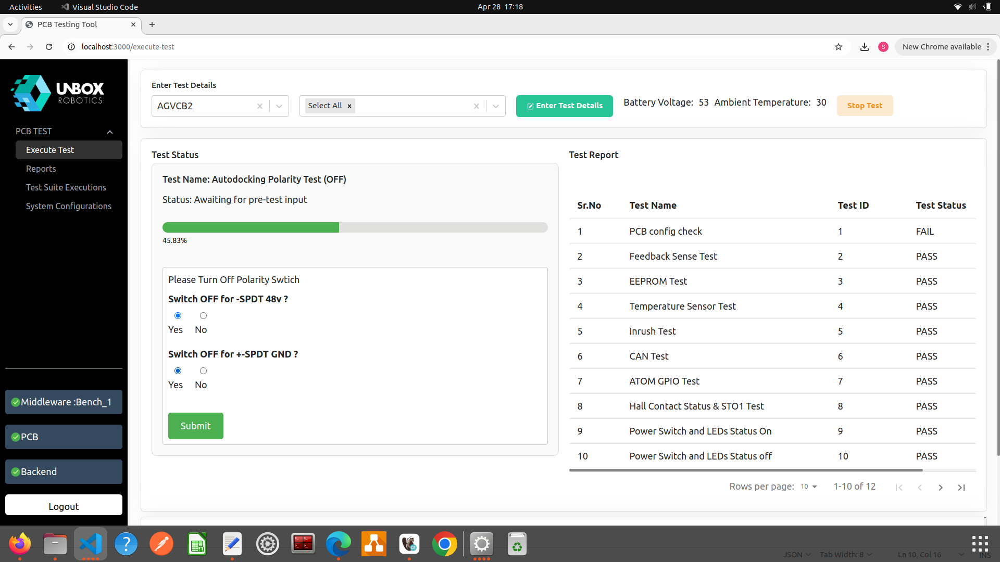 Activities
Visual Studio Code
Apr 28 17:18
PCB Testing Tool
localhost:3000/execute-test
S
New Chrome available
UNBOX
ROBOTICS
PCB TEST
Execute Test
Reports
Test Suite Executions
System Configurations
Middleware :Bench_1
PCB
Backend
Logout
Enter Test Details
AGVCB2
Select All
Enter Test Details
Battery Voltage: 53 Ambient Temperature: 30
Stop Test
Test Status
Test Name: Autodocking Polarity Test (OFF)
Status: Awaiting for pre-test input
45.83%
Please Turn Off Polarity Swtich
Switch OFF for -SPDT 48v ?
Yes No
Switch OFF for +-SPDT GND ?
Yes No
Submit
Test Report
Sr.No Test Name Test ID Test Status
1 PCB config check 1 FAIL
2 Feedback Sense Test 2 PASS
3 EEPROM Test 3 PASS
4 Temperature Sensor Test 4 PASS
5 Inrush Test 5 PASS
6 CAN Test 6 PASS
7 ATOM GPIO Test 7 PASS
8 Hall Contact Status & STO1 Test 8 PASS
9 Power Switch and LEDs Status On 9 PASS
10 Power Switch and LEDs Status off 10 PASS
Rows per page: 10 1-10 of 12
CE
JSON Tab Width: 8 Ln 10, Col 16 INS